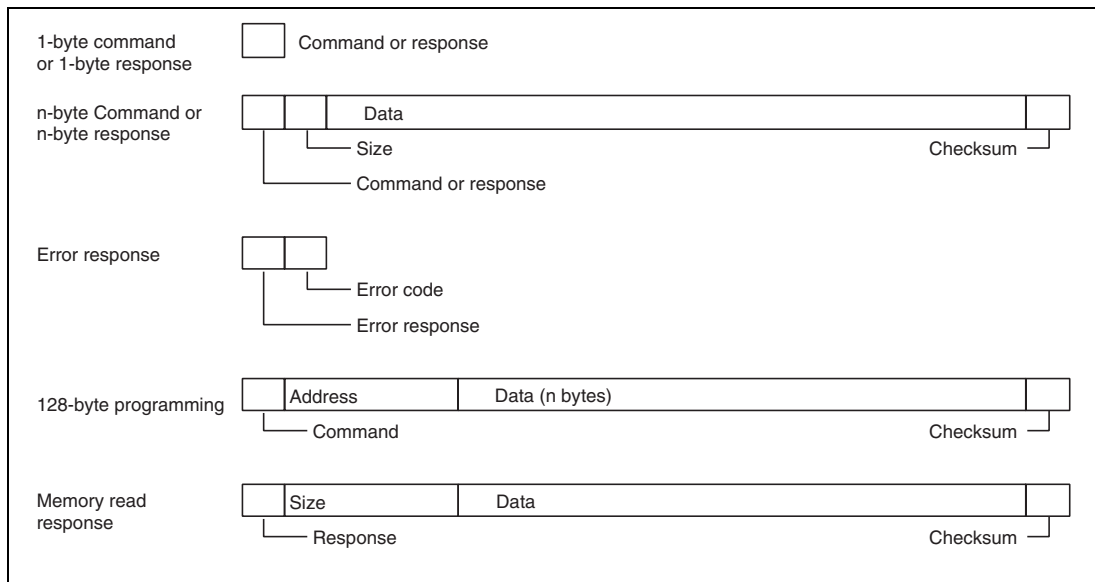 1-byte command
or 1-byte response
Command or response
n-byte Command or
n-byte response
Data
Size
Checksum
Command or response
Error response
Error code
Error response
128-byte programming
Address
Data (n bytes)
Command
Checksum
Memory read
response
Size
Data
Response
Checksum